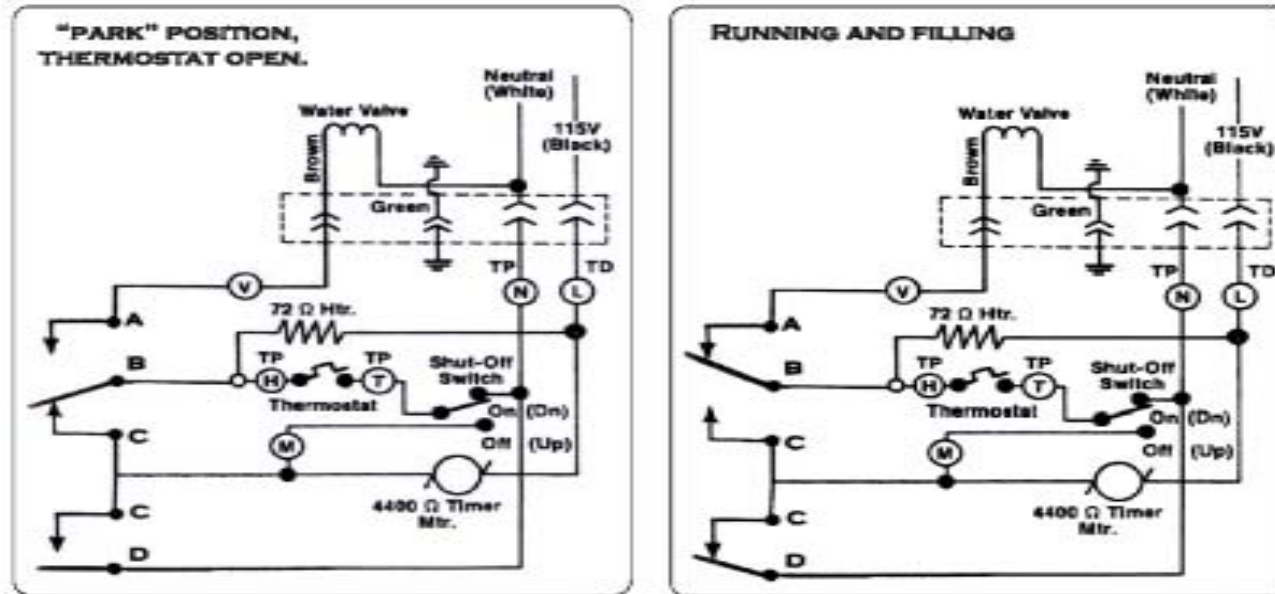 "PARK" POSITION,
THERMOSTAT OPEN.
Neutral
(White)
Water Valve
115V
(Black)
Brown
Green
TP
TD
V
N
L
72 Ω Htr.
A
B
TP
TP
H
T
Shut-Off
Switch
Thermostat
On (Dn)
Off (Up)
C
M
4400 Ω Timer
Mtr.
C
D
RUNNING AND FILLING
Neutral
(White)
Water Valve
115V
(Black)
Brown
Green
TP
TD
V
N
L
72 Ω Htr.
A
B
TP
TP
H
T
Shut-Off
Switch
Thermostat
On (Dn)
Off (Up)
C
M
4400 Ω Timer
Mtr.
C
D